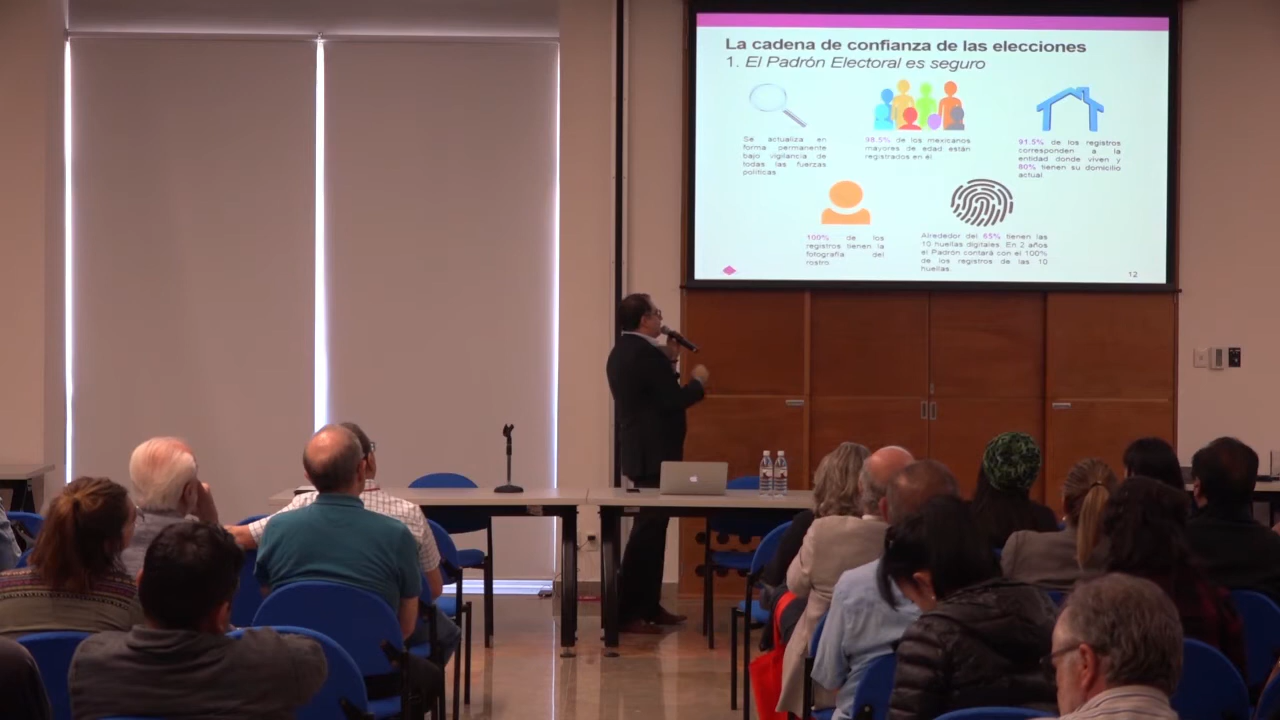 La cadena de confianza de las elecciones
1. El Padrón Electoral es seguro
Se actualiza en
forma permanente
bajo vigilancia de
todas las fuerzas
políticas
98.5% de los mexicanos
mayores de edad están
registrados en él
91.5% de los registros
corresponden a la
entidad donde viven y
80% tienen su domicilio
actual
100% de los
registros tienen la
fotografía del
rostro
Alrededor del 65% tienen las
10 huellas digitales. En 2 años
el Padrón contará con el 100%
de los registros de las 10
huellas.
12